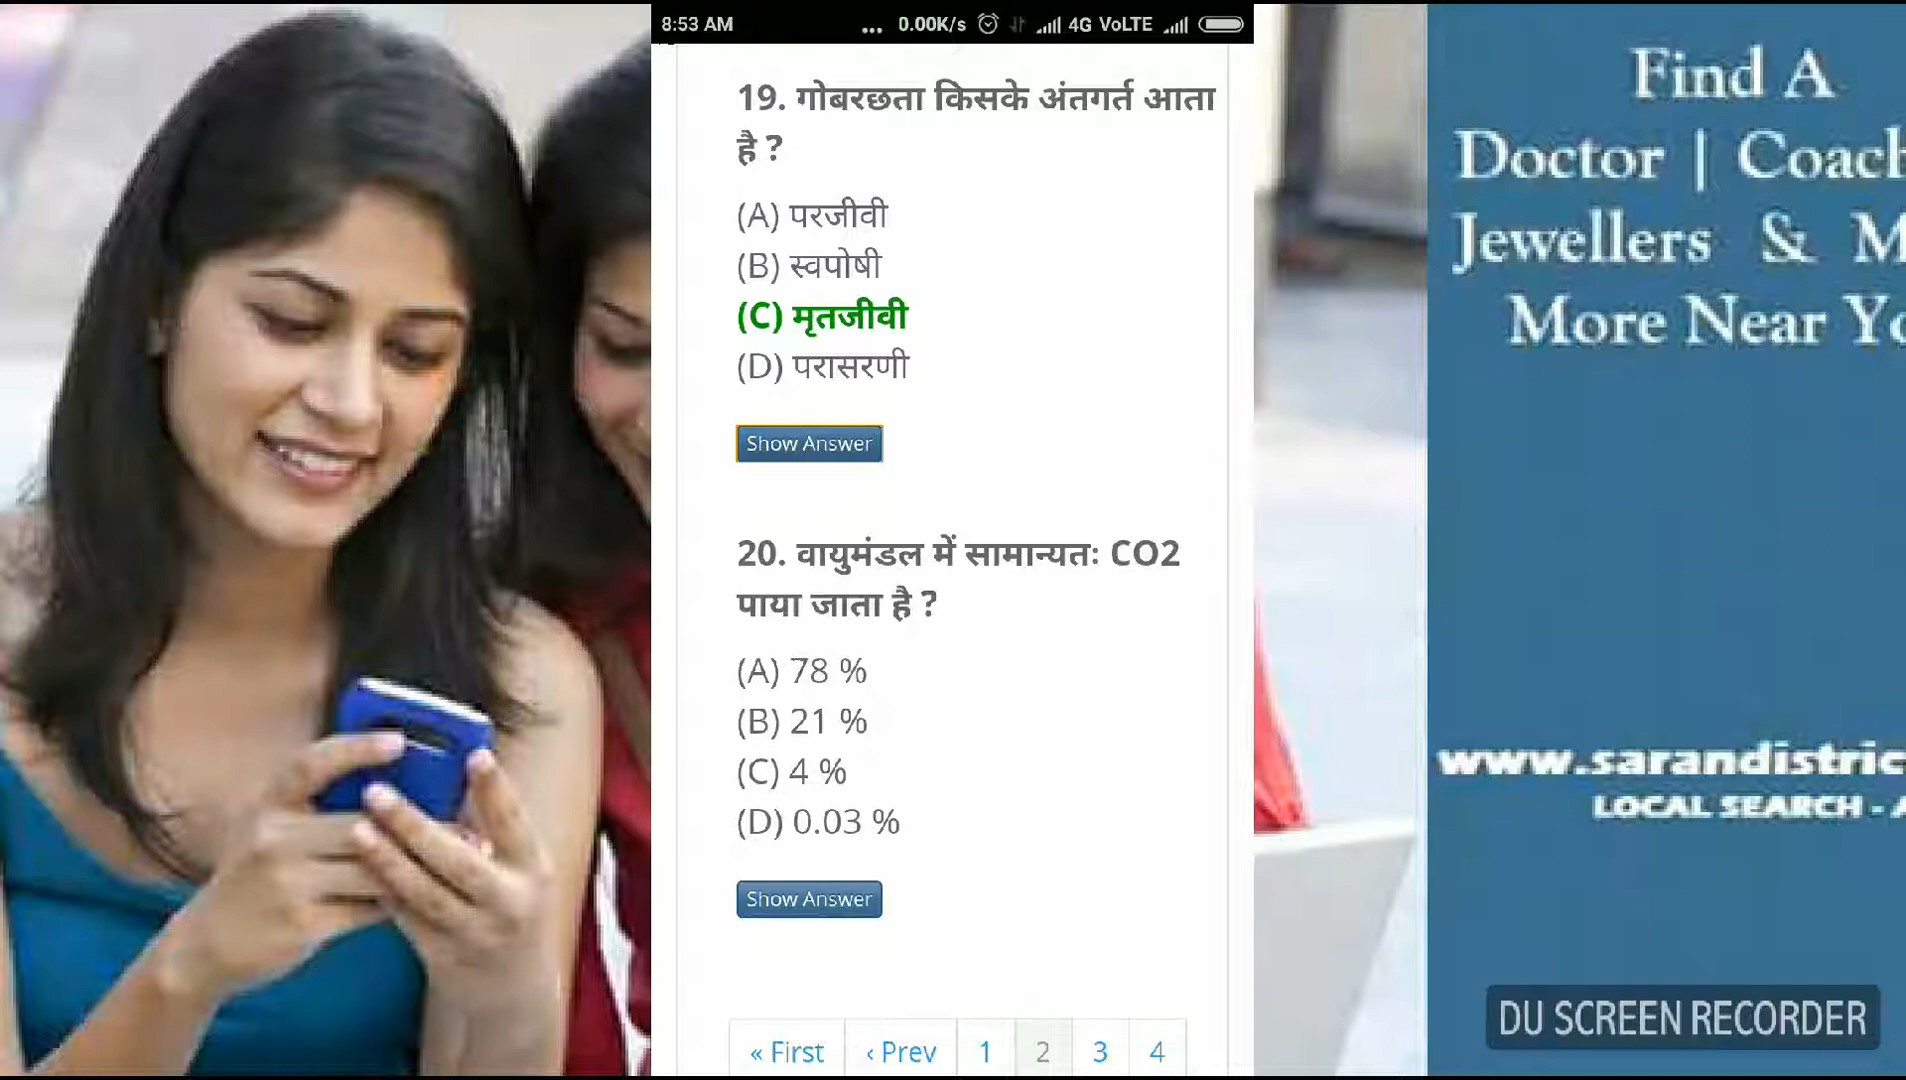 8:53 AM
... 0.00K/s 4G VoLTE
19. गोबरछता किसके अंतगर्त आता
है ?
(A) परजीवी
(B) स्वपोषी
(C) मृतजीवी
(D) परासरणी
Show Answer
20. वायुमंडल में सामान्यतः CO2
पाया जाता है ?
(A) 78 %
(B) 21 %
(C) 4 %
(D) 0.03 %
Show Answer
« First ‹ Prev 1 2 3 4
Find A
Doctor | Coach
Jewellers & M
More Near Yo
www.sarandistric
LOCAL SEARCH - A
DU SCREEN RECORDER